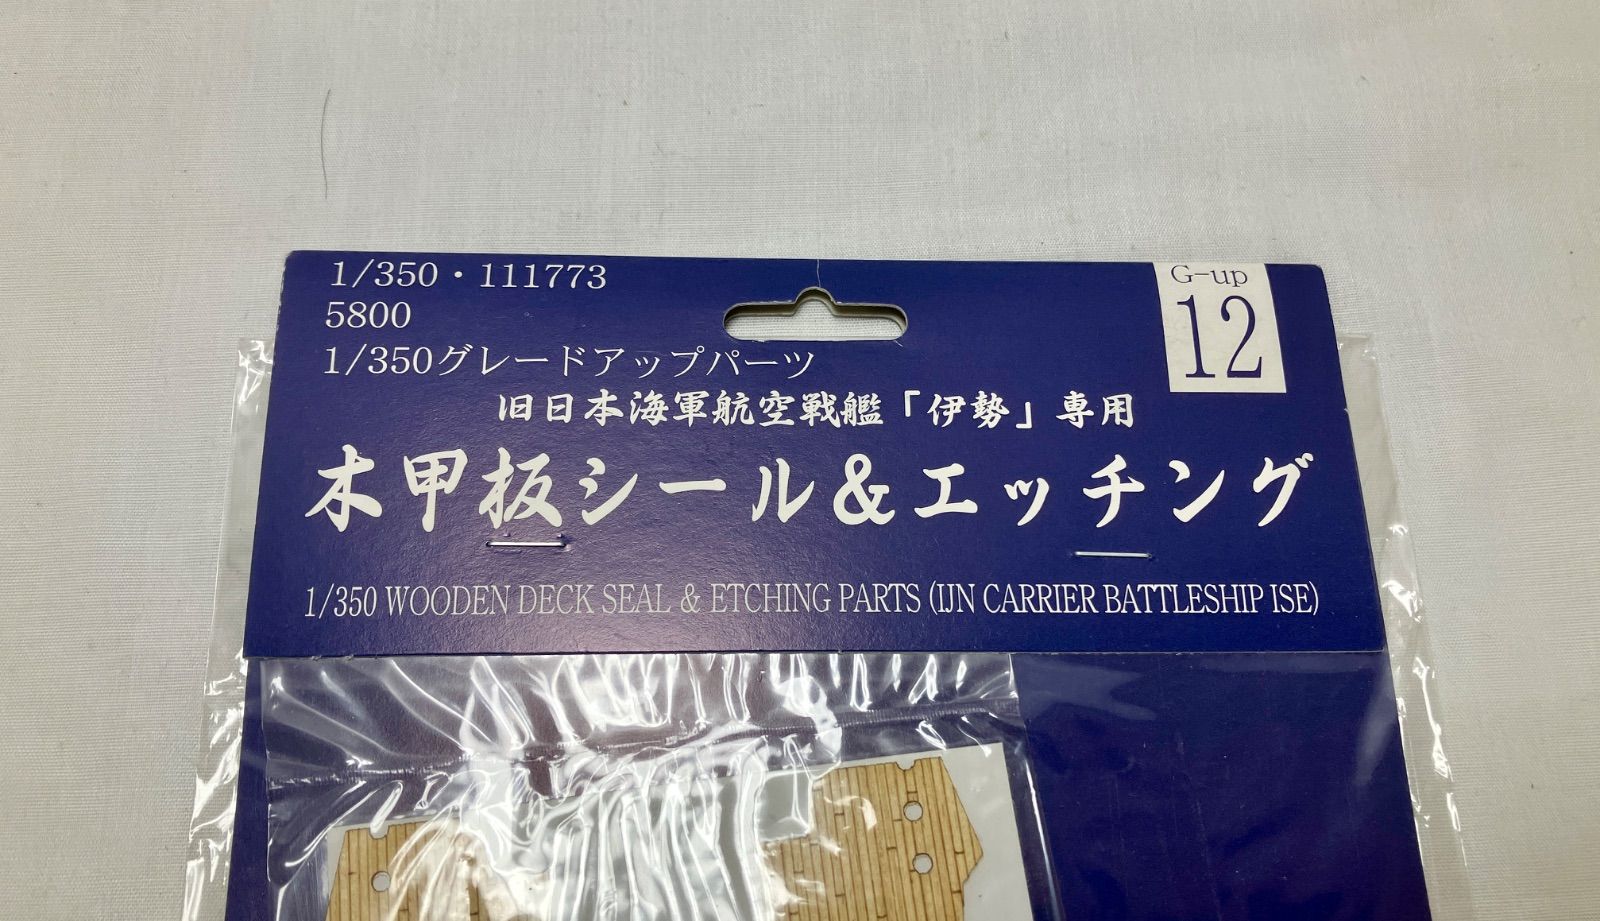 1/350・111773
5800
1/350グレードアップパーツ
G-up
12
旧日本海軍航空戦艦「伊勢」専用
木甲板シール&エッチング
1/350 WOODEN DECK SEAL & ETCHING PARTS (IJN CARRIER BATTLESHIP ISE)